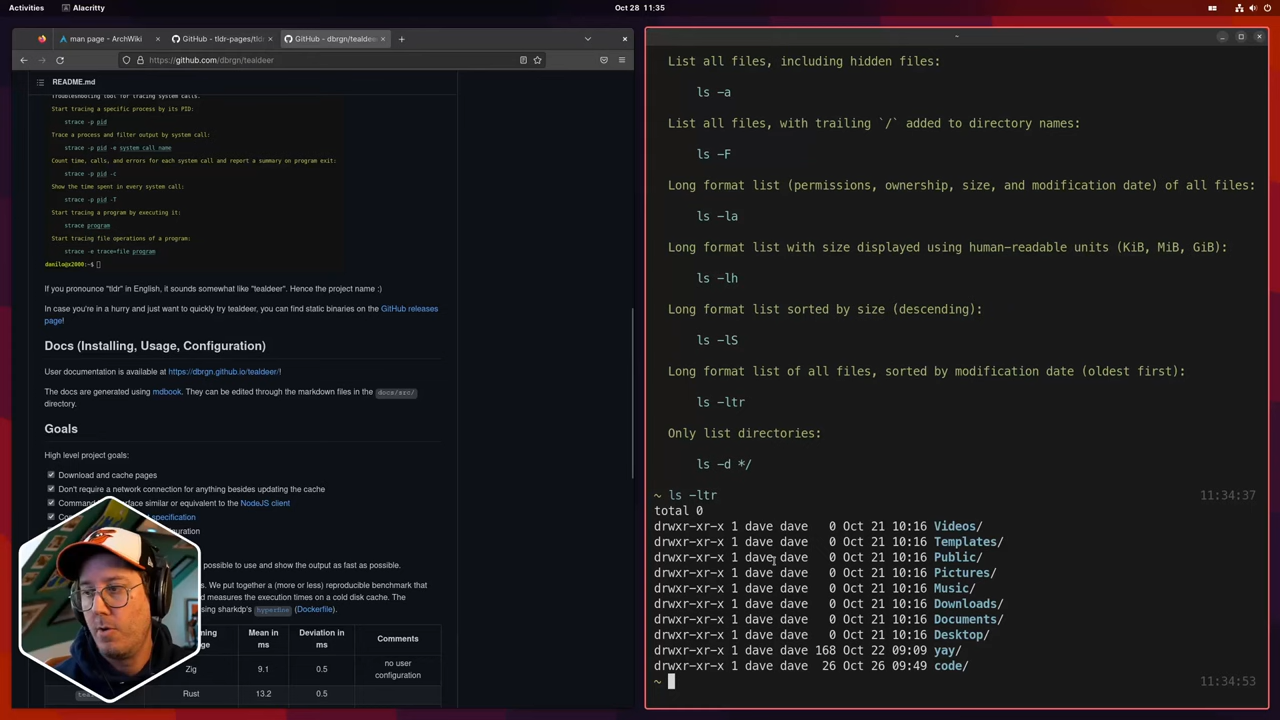 Activities Alacritty Oct 28 11:35
man page - ArchWiki
GitHub - tldr-pages/tld
GitHub - dbrgn/tealdee
https://github.com/dbrgn/tealdeer
README.md
Troubleshooting tool for tracing system calls.
Start tracing a specific process by its PID:
strace -p pid
Trace a process and filter output by system call:
strace -p pid -e system call name
Count time, calls, and errors for each system call and report a summary on program exit:
strace -p pid -c
Show the time spent in every system call:
strace -p pid -T
Start tracing a program by executing it:
strace program
Start tracing file operations of a program:
strace -e trace=file program
danilo@x2000:~$
If you pronounce "tldr" in English, it sounds somewhat like "tealdeer". Hence the project name :)
In case you're in a hurry and just want to quickly try tealdeer, you can find static binaries on the GitHub releases
page!
Docs (Installing, Usage, Configuration)
User documentation is available at https://dbrgn.github.io/tealdeer/!
The docs are generated using mdbook. They can be edited through the markdown files in the docs/src/
directory.
Goals
High level project goals:
Download and cache pages
Don't require a network connection for anything besides updating the cache
Command face similar or equivalent to the NodeJS client
specification
guration
possible to use and show the output as fast as possible.
s. We put together a (more or less) reproducible benchmark that
nd measures the execution times on a cold disk cache. The
sing sharkdp's hyperfine (Dockerfile).
Mean in
ms
Deviation in
ms
Comments
Zig 9.1 0.5 no user
configuration
Rust 13.2 0.5
~
List all files, including hidden files:
ls -a
List all files, with trailing `/` added to directory names:
ls -F
Long format list (permissions, ownership, size, and modification date) of all files:
ls -la
Long format list with size displayed using human-readable units (KiB, MiB, GiB):
ls -lh
Long format list sorted by size (descending):
ls -lS
Long format list of all files, sorted by modification date (oldest first):
ls -ltr
Only list directories:
ls -d */
~ ls -ltr 11:34:37
total 0
drwxr-xr-x 1 dave dave 0 Oct 21 10:16 Videos/
drwxr-xr-x 1 dave dave 0 Oct 21 10:16 Templates/
drwxr-xr-x 1 dave dave 0 Oct 21 10:16 Public/
drwxr-xr-x 1 dave dave 0 Oct 21 10:16 Pictures/
drwxr-xr-x 1 dave dave 0 Oct 21 10:16 Music/
drwxr-xr-x 1 dave dave 0 Oct 21 10:16 Downloads/
drwxr-xr-x 1 dave dave 0 Oct 21 10:16 Documents/
drwxr-xr-x 1 dave dave 0 Oct 21 10:16 Desktop/
drwxr-xr-x 1 dave dave 168 Oct 22 09:09 yay/
drwxr-xr-x 1 dave dave 26 Oct 26 09:49 code/
~ 11:34:53